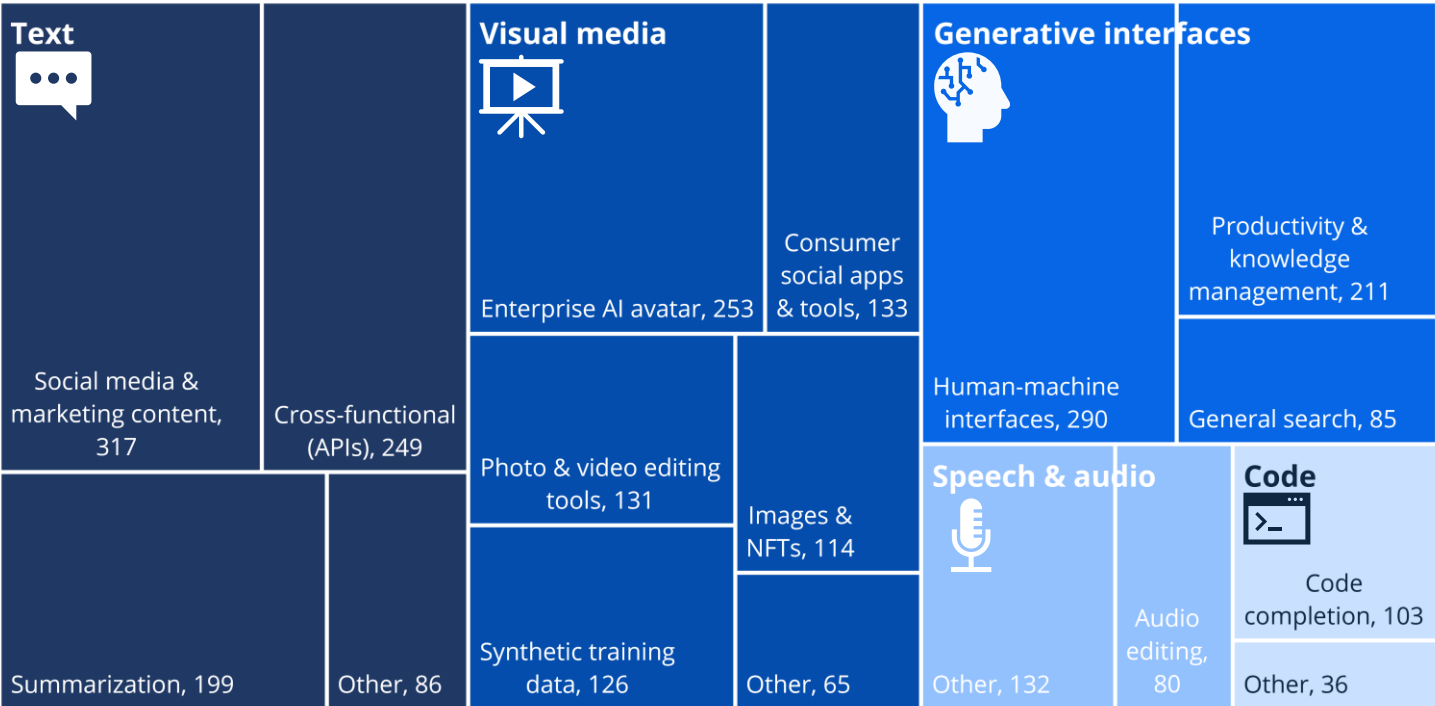 Text
Social media &
marketing content,
317
Cross-functional
(APIs), 249
Summarization, 199
Other, 86
Visual media
Enterprise AI avatar, 253
Consumer
social apps
& tools, 133
Photo & video editing
tools, 131
Images &
NFTs, 114
Synthetic training
data, 126
Other, 65
Generative interfaces
Human-machine
interfaces, 290
Productivity &
knowledge
management, 211
General search, 85
Speech & audio
Other, 132
Audio
editing,
80
Code
Code
completion, 103
Other, 36